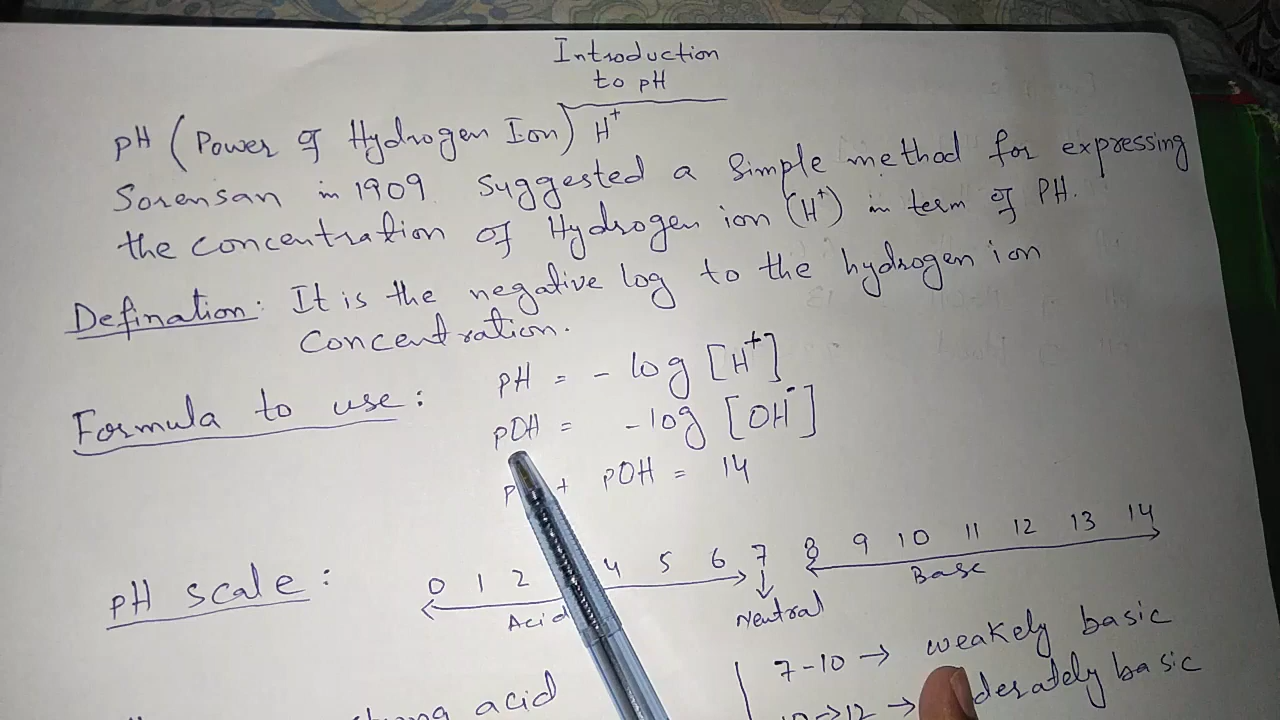 Introduction
to pH
pH (Power of Hydrogen Ion) H⁺
Sorensan in 1909. Suggested a Simple method for expressing
the concentration of Hydrogen ion (H⁺) in term of PH.
Defination: It is the negative log to the hydrogen ion
concentration.
Formula to use: pH = - log [H⁺]
pOH = -log [OH⁻]
+ pOH = 14
pH scale: 0 1 2 4 5 6 7 8 9 10 11 12 13 14
Acid Neutral Base
7-10 → weakely basic
acid
→12 → basic